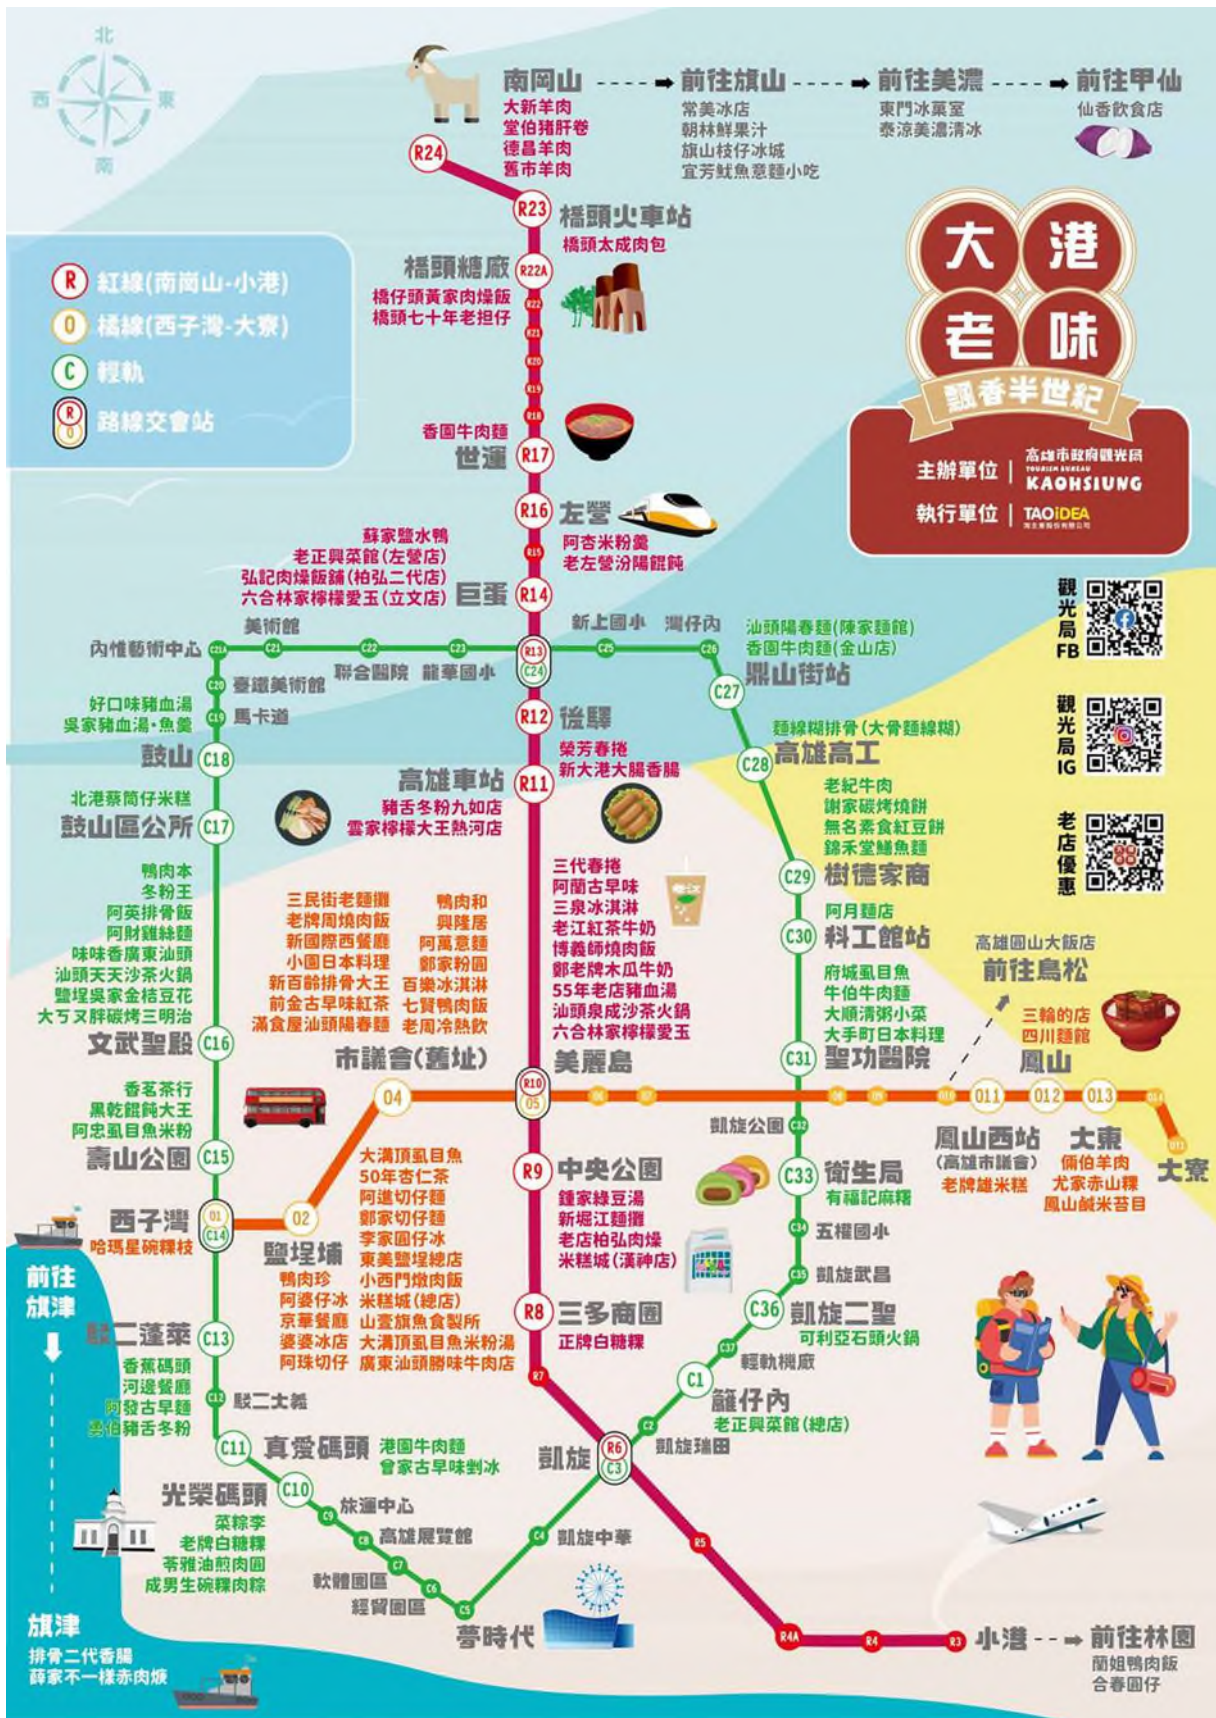 北
西
東
南
南岡山
大新羊肉
堂伯豬肝卷
德昌羊肉
舊市羊肉
前往旗山
常美冰店
朝林鮮果汁
旗山枝仔冰城
宜芳魷魚意麵小吃
前往美濃
東門冰菓室
泰涼美濃清冰
前往甲仙
仙香飲食店
R24
R23
橋頭火車站
橋頭太成肉包
橋頭糖廠
R22A
橋仔頭黃家肉燥飯
橋頭七十年老担仔
R22
R21
R20
R19
R18
R 紅線(南崗山-小港)
O 橘線(西子灣-大寮)
C 輕軌
R
O
路線交會站
大港
老味
飄香半世紀
主辦單位
高雄市政府觀光局
TOURISM BUREAU
KAOHSIUNG
執行單位
TAOiDEA
香園牛肉麵
世運
R17
R16
左營
阿杏米粉羹
老左營汾陽餛飩
R15
蘇家鹽水鴨
老正興菜館(左營店)
弘記肉燥飯鋪(柏弘二代店)
六合林家檸檬愛玉(立文店)
巨蛋
R14
觀光局FB
觀光局IG
老店優惠
內惟藝術中心
C21A
美術館
C21
C22
聯合醫院
C23
龍華國小
R13
C24
新上國小
C25
灣仔內
C26
汕頭陽春麵(陳家麵館)
香園牛肉麵(金山店)
C27
鼎山街站
C20
臺鐵美術館
C19
馬卡道
好口味豬血湯
吳家豬血湯·魚羹
鼓山
C18
R12
後驛
榮芳春捲
新大港大腸香腸
麵線糊排骨(大骨麵線糊)
C28
高雄高工
高雄車站
R11
豬舌冬粉九如店
雲家檸檬大王熱河店
北港蔡筒仔米糕
鼓山區公所
C17
老紀牛肉
謝家碳烤燒餅
無名素食紅豆餅
錦禾堂鱔魚麵
C29
樹德家商
鴨肉本
冬粉王
阿英排骨飯
阿財雞絲麵
味味香廣東汕頭
汕頭天天沙茶火鍋
鹽埕吳家金桔豆花
大ㄎㄡ胖碳烤三明治
文武聖殿
C16
三民街老麵攤
老牌周燒肉飯
新國際西餐廳
小園日本料理
新百齡排骨大王
前金古早味紅茶
滿食屋汕頭陽春麵
鴨肉和
興隆居
阿萬意麵
鄭家粉圓
百樂冰淇淋
七賢鴨肉飯
老周冷熱飲
市議會(舊址)
O4
三代春捲
阿蘭古早味
三泉冰淇淋
老江紅茶牛奶
博義師燒肉飯
鄭老牌木瓜牛奶
55年老店豬血湯
汕頭泉成沙茶火鍋
六合林家檸檬愛玉
美麗島
R10
O5
阿月麵店
C30
科工館站
府城虱目魚
牛伯牛肉麵
大順清粥小菜
大手町日本料理
C31
聖功醫院
高雄圓山大飯店
前往鳥松
三輪的店
四川麵館
鳳山
O6
O7
O8
O9
O10
O11
O12
O13
O14
鳳山西站
(高雄市議會)
老牌雄米糕
大東
倆伯羊肉
尤家赤山粿
鳳山鹹米苔目
大寮
香茗茶行
黑乾餛飩大王
阿忠虱目魚米粉
壽山公園
C15
西子灣
哈瑪星碗粿枝
O1
C14
O2
鹽埕埔
大溝頂虱目魚
50年杏仁茶
阿進切仔麵
鄭家切仔麵
李家圓仔冰
東美鹽埕總店
小西門燉肉飯
米糕城(總店)
山壹旗魚食製所
大溝頂虱目魚米粉湯
廣東汕頭勝味牛肉店
鴨肉珍
阿婆仔冰
京華餐廳
婆婆冰店
阿珠切仔
R9
中央公園
鍾家綠豆湯
新堀江麵攤
老店柏弘肉燥
米糕城(漢神店)
凱旋公園
C32
C33
衛生局
有福記麻糬
C34
五權國小
C35
凱旋武昌
C36
凱旋二聖
可利亞石頭火鍋
R8
三多商圈
正牌白糖粿
R7
C37
輕軌機廠
C1
籬仔內
老正興菜館(總店)
C2
凱旋瑞田
前往
旗津
駁二蓬萊
C13
香蕉碼頭
河邊餐廳
阿發古早麵
勇伯豬舌冬粉
C12
駁二大義
C11
真愛碼頭
港園牛肉麵
曾家古早味剉冰
光榮碼頭
C10
菜粽李
老牌白糖粿
苓雅油煎肉圓
成男生碗粿肉粽
C9
旅運中心
C8
高雄展覽館
C7
軟體園區
C6
經貿園區
C5
夢時代
C4
凱旋中華
凱旋
R6
C3
R5
R4A
R4
R3
小港
前往林園
蘭姐鴨肉飯
合春圓仔
旗津
排骨二代香腸
薛家不一樣赤肉焿